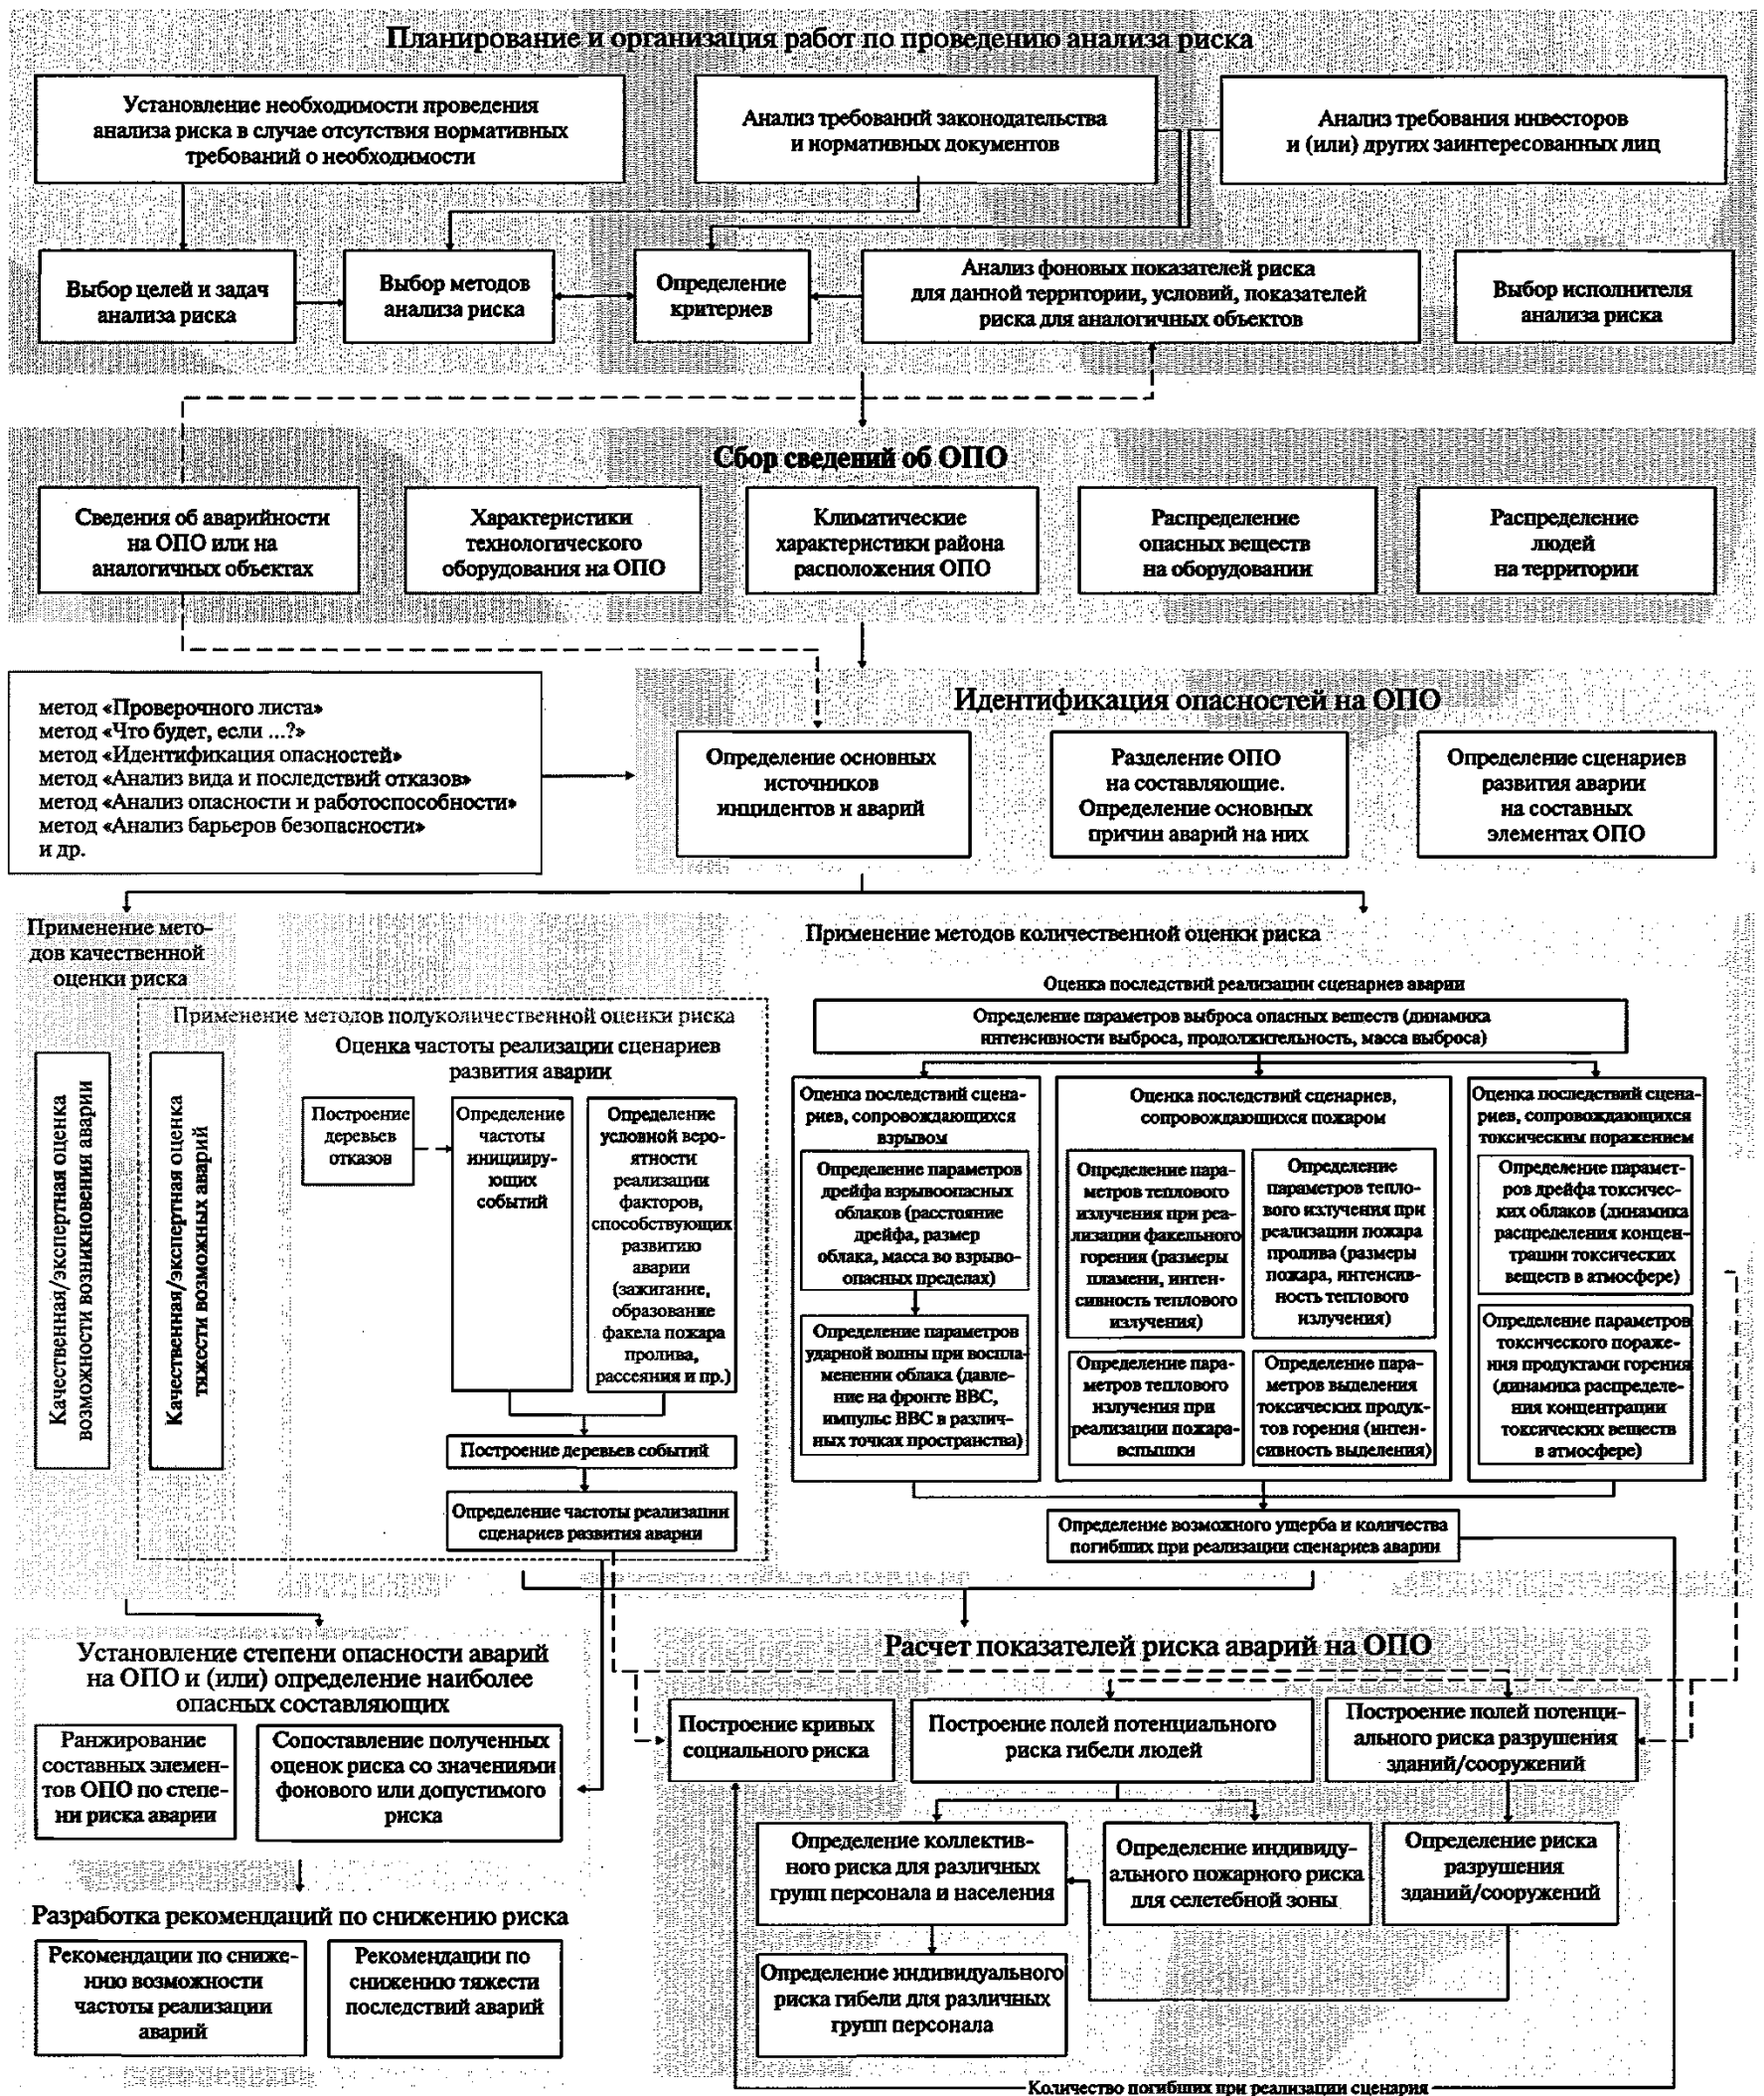 Планирование и организация работ по проведению анализа риска
Установление необходимости проведения
анализа риска в случае отсутствия нормативных
требований о необходимости
Анализ требований законодательства
и нормативных документов
Анализ требования инвесторов
и (или) других заинтересованных лиц
Выбор целей и задач
анализа риска
Выбор методов
анализа риска
Определение
критериев
Анализ фоновых показателей риска
для данной территории, условий, показателей
риска для аналогичных объектов
Выбор исполнителя
анализа риска
Сбор сведений об ОПО
Сведения об аварийности
на ОПО или на
аналогичных объектах
Характеристики
технологического
оборудования на ОПО
Климатические
характеристики района
расположения ОПО
Распределение
опасных веществ
на оборудовании
Распределение
людей
на территории
метод «Проверочного листа»
метод «Что будет, если ...?»
метод «Идентификация опасностей»
метод «Анализ вида и последствий отказов»
метод «Анализ опасности и работоспособности»
метод «Анализ барьеров безопасности»
и др.
Идентификация опасностей на ОПО
Определение основных
источников
инцидентов и аварий
Разделение ОПО
на составляющие.
Определение основных
причин аварий на них
Определение сценариев
развития аварии
на составных
элементах ОПО
Применение мето-
дов качественной
оценки риска
Качественная/экспертная оценка
возможности возникновения аварии
Применение методов полуколичественной оценки риска
Качественная/экспертная оценка
тяжести возможных аварий
Оценка частоты реализации сценариев
развития аварии
Построение
деревьев
отказов
Определение
частоты
иницииру-
ющих
событий
Определение
условной веро-
ятности
реализации
факторов,
способствующих
развитию
аварии
(зажигание,
образование
факела пожара
пролива,
рассеяния и пр.)
Построение деревьев событий
Определение частоты реализации
сценариев развития аварии
Применение методов количественной оценки риска
Оценка последствий реализации сценариев аварии
Определение параметров выброса опасных веществ (динамика
интенсивности выброса, продолжительность, масса выброса)
Оценка последствий сцена-
риев, сопровождающихся
взрывом
Определение параметров
дрейфа взрывоопасных
облаков (расстояние
дрейфа, размер
облака, масса во взрыво-
опасных пределах)
Определение параметров
ударной волны при воспла-
менении облака (давле-
ние на фронте ВВС,
импульс ВВС в различ-
ных точках пространства)
Оценка последствий сценариев,
сопровождающихся пожаром
Определение пара-
метров теплового
излучения при реа-
лизации факельного
горения (размеры
пламени, интен-
сивность теплового
излучения)
Определение
параметров тепло-
вого излучения при
реализации пожара
пролива (размеры
пожара, интенсив-
ность теплового
излучения)
Определение пара-
метров теплового
излучения при
реализации пожара-
вспышки
Определение пара-
метров выделения
токсических продук-
тов горения (интен-
сивность выделения)
Оценка последствий сцена-
риев, сопровождающихся
токсическим поражением
Определение парамет-
ров дрейфа токсичес-
ких облаков (динамика
распределения концен-
трации токсических
веществ в атмосфере)
Определение параметров
токсического пораже-
ния продуктами горения
(динамика распределе-
ния концентрации
токсических веществ
в атмосфере)
Определение возможного ущерба и количества
погибших при реализации сценариев аварии
Установление степени опасности аварий
на ОПО и (или) определение наиболее
опасных составляющих
Ранжирование
составных элемен-
тов ОПО по степе-
ни риска аварии
Сопоставление полученных
оценок риска со значениями
фонового или допустимого
риска
Разработка рекомендаций по снижению риска
Рекомендации по сниже-
нию возможности
частоты реализации
аварий
Рекомендации по
снижению тяжести
последствий аварий
Расчет показателей риска аварий на ОПО
Построение кривых
социального риска
Построение полей потенциального
риска гибели людей
Построение полей потенци-
ального риска разрушения
зданий/сооружений
Определение коллектив-
ного риска для различных
групп персонала и населения
Определение индивиду-
ального пожарного риска
для селетебной зоны
Определение риска
разрушения
зданий/сооружений
Определение индивидуального
риска гибели для различных
групп персонала
Количество погибших при реализации сценария